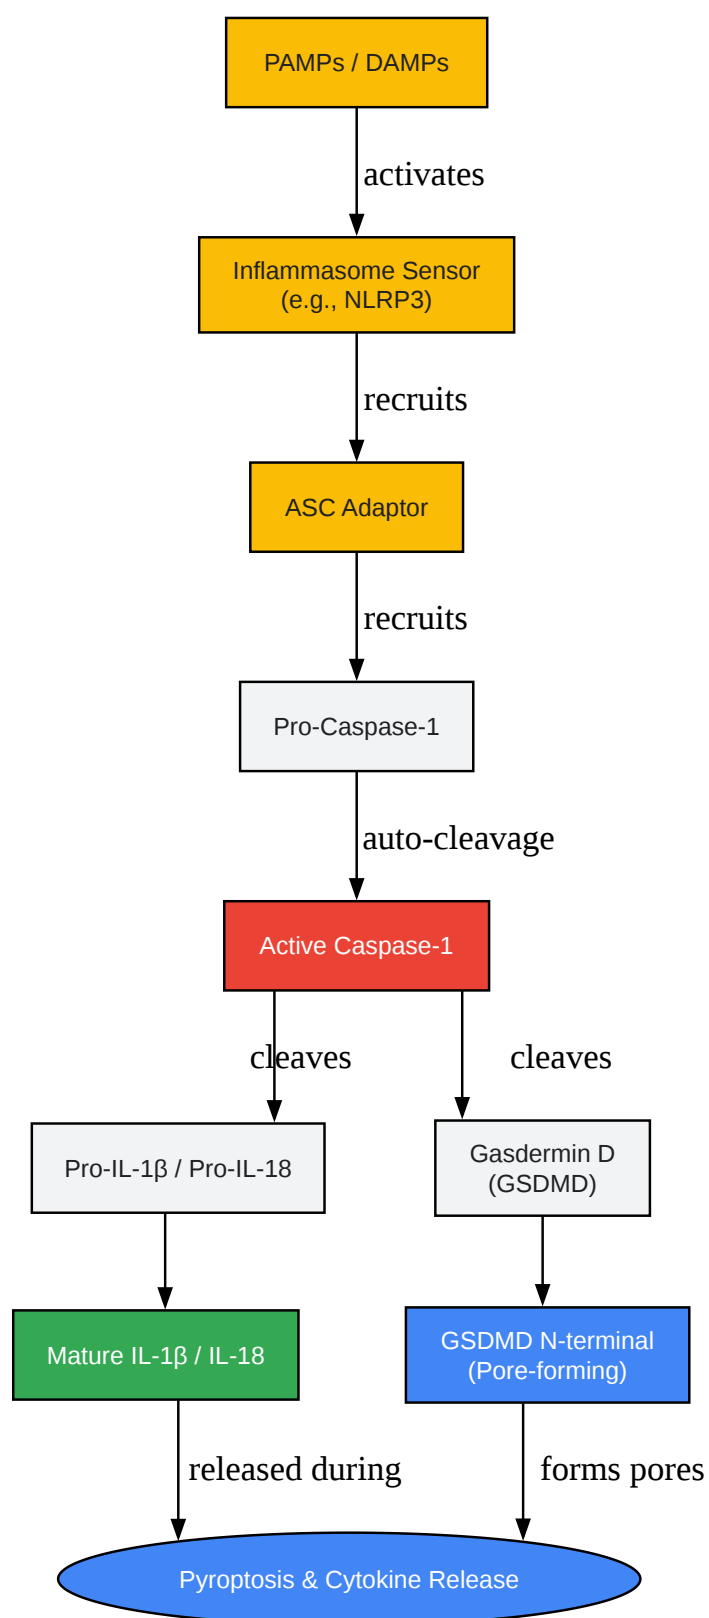 PAMPs / DAMPs
activates
Inflammasome Sensor
(e.g., NLRP3)
recruits
ASC Adaptor
recruits
Pro-Caspase-1
auto-cleavage
Active Caspase-1
cleaves
cleaves
Pro-IL-1β / Pro-IL-18
Gasdermin D
(GSDMD)
Mature IL-1β / IL-18
GSDMD N-terminal
(Pore-forming)
released during
forms pores
Pyroptosis & Cytokine Release